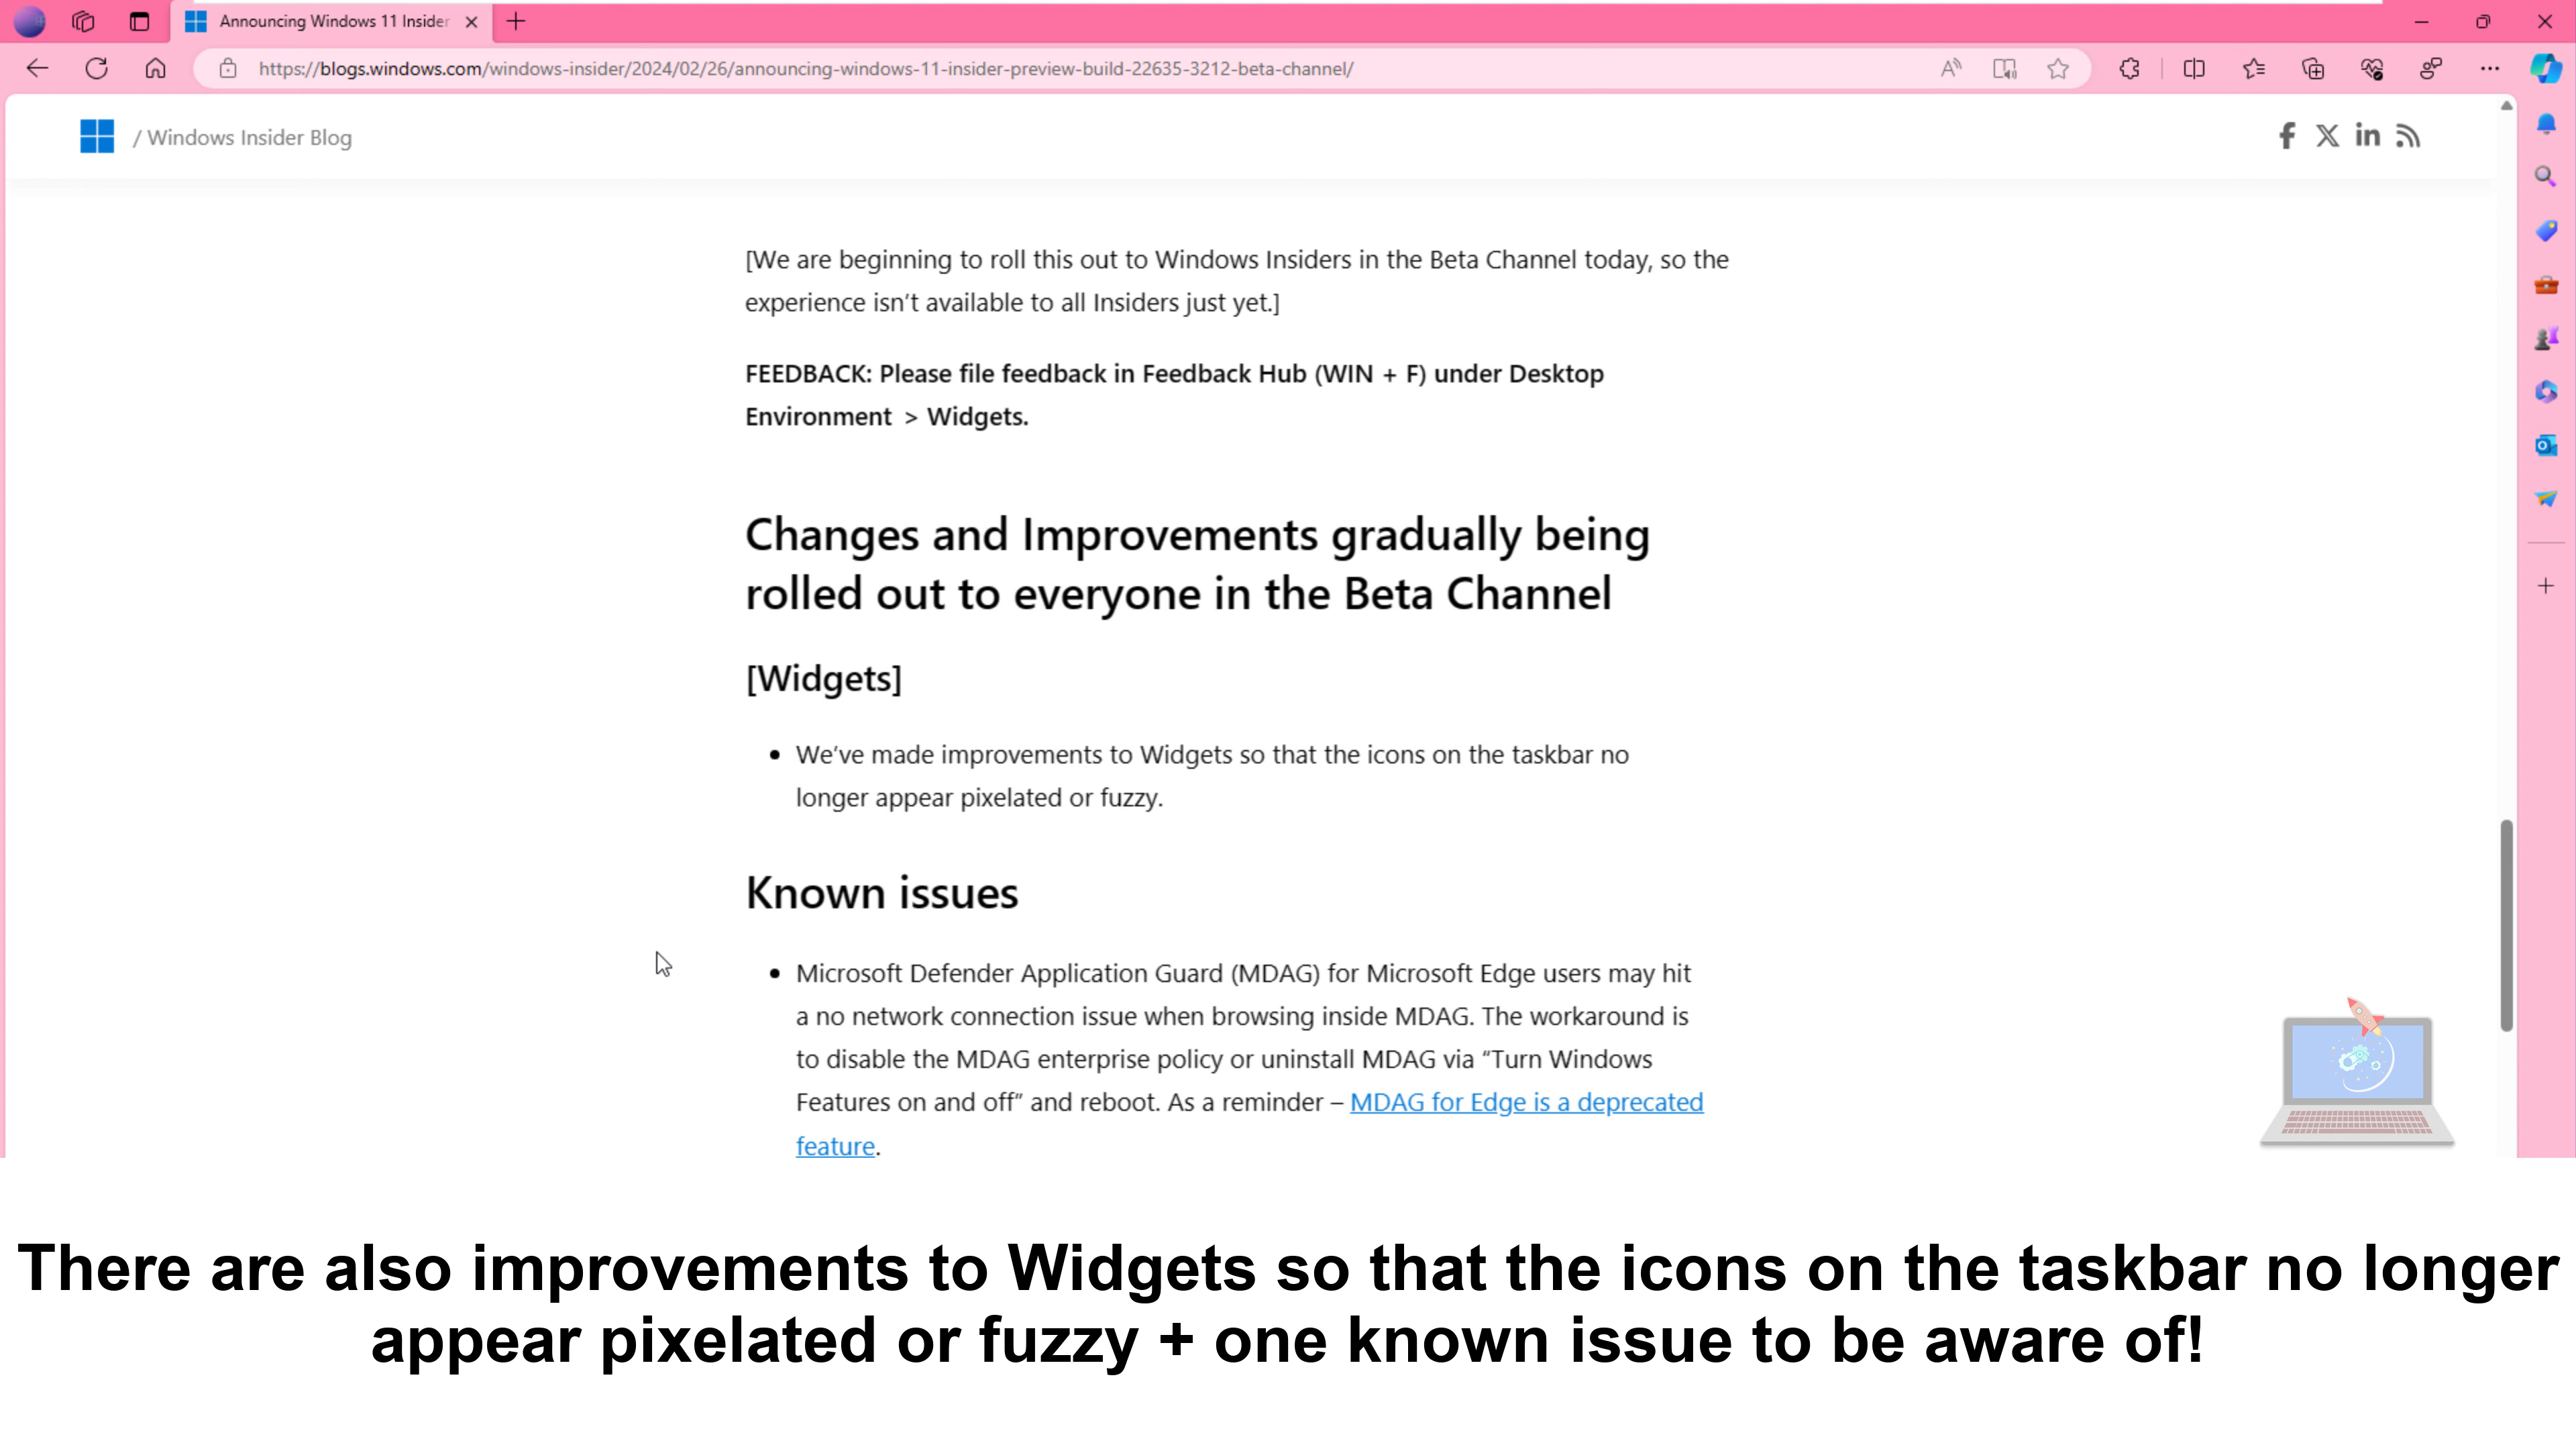 Announcing Windows 11 Insider
https://blogs.windows.com/windows-insider/2024/02/26/announcing-windows-11-insider-preview-build-22635-3212-beta-channel/
/ Windows Insider Blog
[We are beginning to roll this out to Windows Insiders in the Beta Channel today, so the
experience isn’t available to all Insiders just yet.]
FEEDBACK: Please file feedback in Feedback Hub (WIN + F) under Desktop
Environment > Widgets.
Changes and Improvements gradually being
rolled out to everyone in the Beta Channel
[Widgets]
• We’ve made improvements to Widgets so that the icons on the taskbar no
longer appear pixelated or fuzzy.
Known issues
• Microsoft Defender Application Guard (MDAG) for Microsoft Edge users may hit
a no network connection issue when browsing inside MDAG. The workaround is
to disable the MDAG enterprise policy or uninstall MDAG via “Turn Windows
Features on and off” and reboot. As a reminder – MDAG for Edge is a deprecated
feature.
There are also improvements to Widgets so that the icons on the taskbar no longer
appear pixelated or fuzzy + one known issue to be aware of!